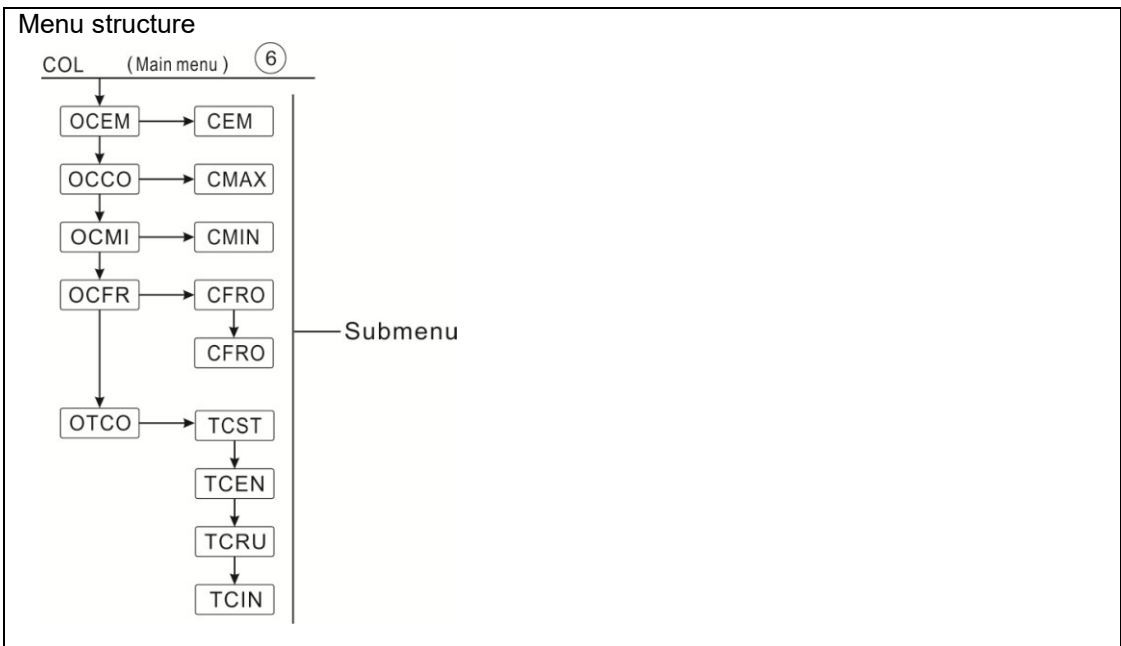 Menu structure
COL (Main menu) 6
OCEM CEM
OCCO CMAX
OCMI CMIN
OCFR CFRO
Submenu
CFRO
OTCO TCST
TCEN
TCRU
TCIN